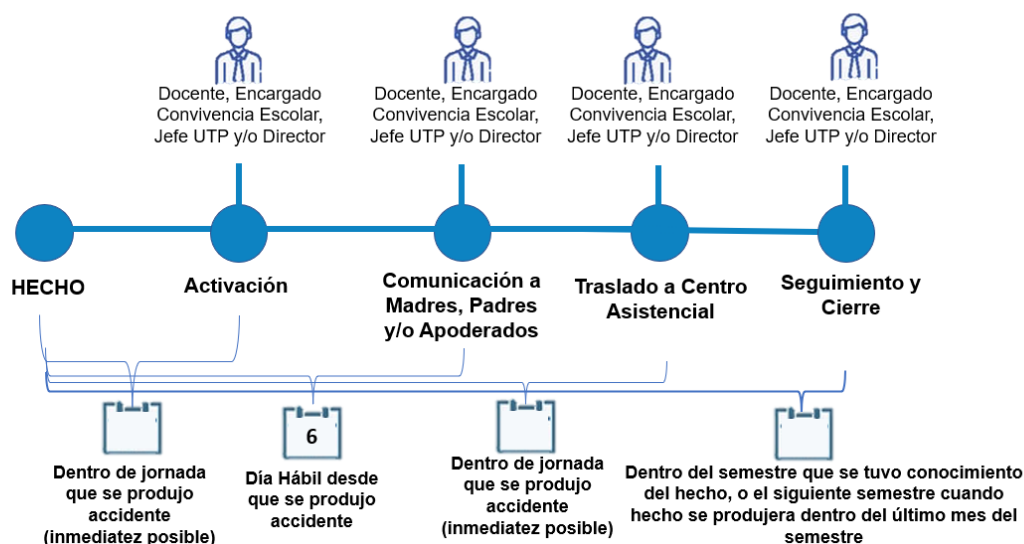 Docente, Encargado
Convivencia Escolar,
Jefe UTP y/o Director
Docente, Encargado
Convivencia Escolar,
Jefe UTP y/o Director
Docente, Encargado
Convivencia Escolar,
Jefe UTP y/o Director
Docente, Encargado
Convivencia Escolar,
Jefe UTP y/o Director
HECHO
Activación
Comunicación a
Madres, Padres
y/o Apoderados
Traslado a Centro
Asistencial
Seguimiento y
Cierre
Dentro de jornada
que se produjo
accidente
(inmediatez posible)
6
Día Hábil desde
que se produjo
accidente
Dentro de jornada
que se produjo
accidente
(inmediatez posible)
Dentro del semestre que se tuvo conocimiento
del hecho, o el siguiente semestre cuando
hecho se produjera dentro del último mes del
semestre